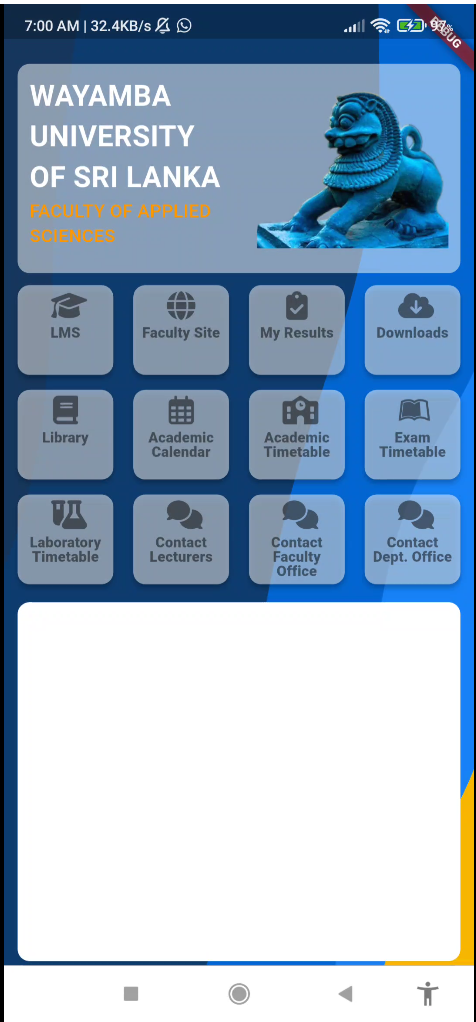 7:00 AM | 32.4KB/s
DEBUG
WAYAMBA
UNIVERSITY
OF SRI LANKA
FACULTY OF APPLIED
SCIENCES
LMS
Faculty Site
My Results
Downloads
Library
Academic
Calendar
Academic
Timetable
Exam
Timetable
Laboratory
Timetable
Contact
Lecturers
Contact
Faculty
Office
Contact
Dept. Office